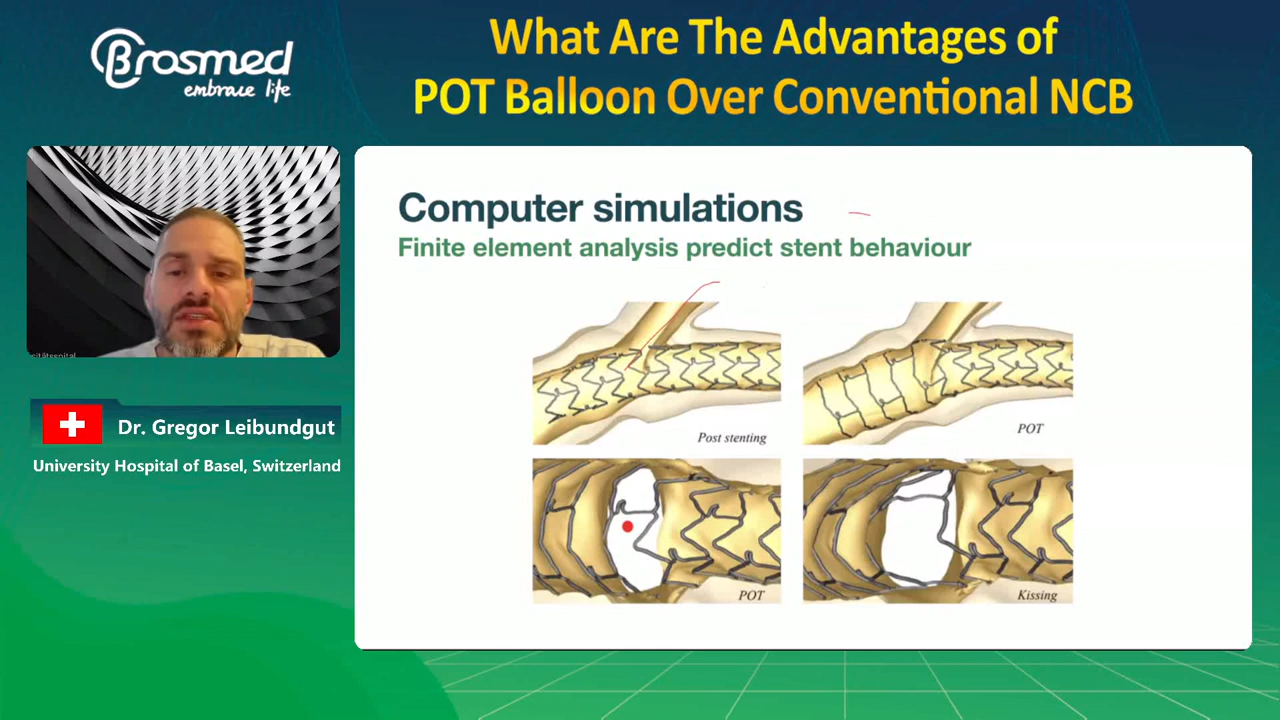 Brosmed
embrace life
What Are The Advantages of
POT Balloon Over Conventional NCB
sitätsspital
Dr. Gregor Leibundgut
University Hospital of Basel, Switzerland
Computer simulations
Finite element analysis predict stent behaviour
Post stenting
POT
POT
Kissing